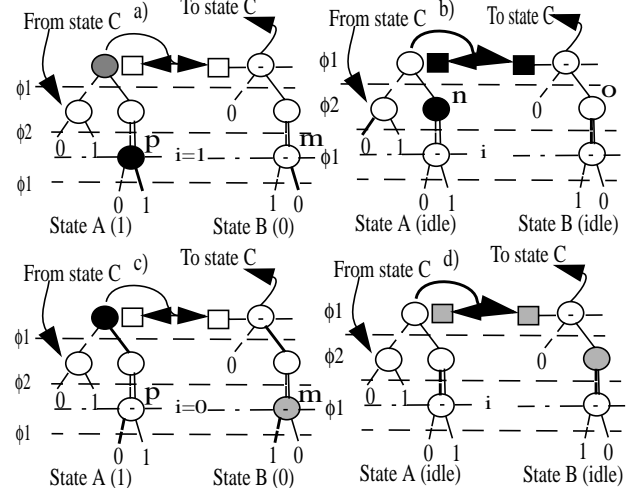 a)
From state C
To state C
ϕ1
ϕ2
0 1
p
i=1
m
ϕ1
0 1
1 0
State A (1)
State B (0)
b)
From state C
To state C
ϕ1
0
n
o
ϕ2
0 1
ϕ1
i
0 1
1 0
State A (idle)
State B (idle)
c)
From state C
To state C
ϕ1
0
ϕ2
0 1
p
i=0
m
ϕ1
0 1
1 0
State A (1)
State B (0)
d)
From state C
To state C
ϕ1
0
ϕ2
0 1
ϕ1
i
0 1
1 0
State A (idle)
State B (idle)